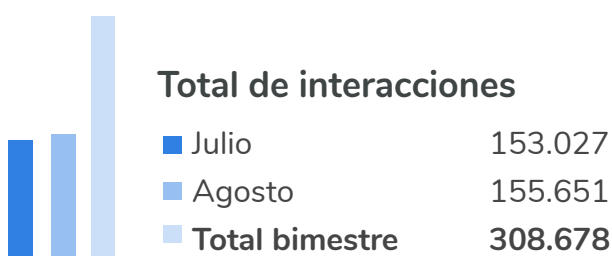 Total de interacciones
Julio 153.027
Agosto 155.651
Total bimestre 308.678